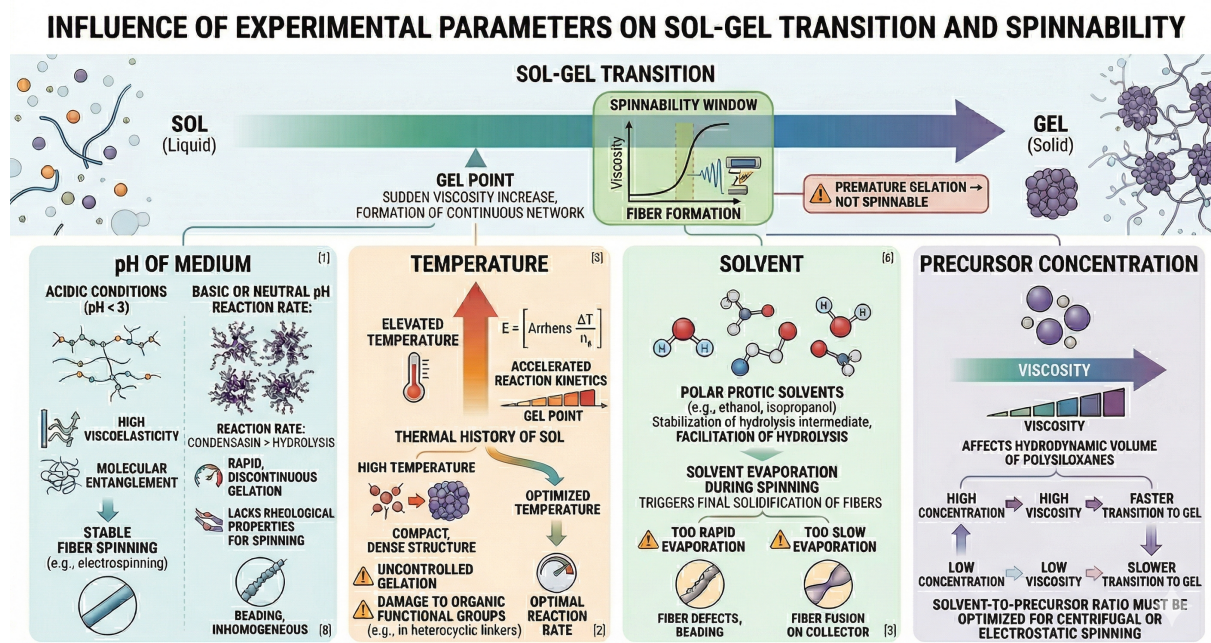 INFLUENCE OF EXPERIMENTAL PARAMETERS ON SOL-GEL TRANSITION AND SPINNABILITY
SOL-GEL TRANSITION
SOL
(Liquid)
GEL POINT
SUDDEN VISCOSITY INCREASE,
FORMATION OF CONTINUOUS NETWORK
SPINNABILITY WINDOW
Viscosity
FIBER FORMATION
PREMATURE SELATION →
NOT SPINNABLE
GEL
(Solid)
pH OF MEDIUM
[1]
ACIDIC CONDITIONS
(pH < 3)
HIGH
VISCOELASTICITY
MOLECULAR
ENTANGLEMENT
STABLE
FIBER SPINNING
(e.g., electrospinning)
BASIC OR NEUTRAL pH
REACTION RATE:
REACTION RATE:
CONDENSASIN > HYDROLYSIS
RAPID,
DISCONTINUOUS
GELATION
LACKS RHEOLOGICAL
PROPERTIES
FOR SPINNING
BEADING,
INHOMOGENEOUS
[8]
TEMPERATURE
[3]
ELEVATED
TEMPERATURE
E = [Arrhens ΔT
n
ACCELERATED
REACTION KINETICS
GEL POINT
THERMAL HISTORY OF SOL
HIGH TEMPERATURE
COMPACT,
DENSE STRUCTURE
UNCONTROLLED
GELATION
DAMAGE TO ORGANIC
FUNCTIONAL GROUPS
(e.g., in heterocyclic linkers)
OPTIMIZED
TEMPERATURE
OPTIMAL
REACTION
RATE
[2]
SOLVENT
[6]
H
H
H
H
POLAR PROTIC SOLVENTS
(e.g., ethanol, isopropanol)
Stabilization of hydrolysis intermediate,
FACILITATION OF HYDROLYSIS
SOLVENT EVAPORATION
DURING SPINNING
TRIGGERS FINAL SOLIDIFICATION OF FIBERS
TOO RAPID
EVAPORATION
FIBER DEFECTS,
BEADING
TOO SLOW
EVAPORATION
FIBER FUSION
ON COLLECTOR
[3]
PRECURSOR CONCENTRATION
VISCOSITY
VISCOSITY
AFFECTS HYDRODYNAMIC VOLUME
OF POLYSILOXANES
HIGH
CONCENTRATION
HIGH
VISCOSITY
FASTER
TRANSITION TO GEL
LOW
CONCENTRATION
LOW
VISCOSITY
SLOWER
TRANSITION TO GEL
SOLVENT-TO-PRECURSOR RATIO MUST BE
OPTIMIZED FOR CENTRIFUGAL OR
ELECTROSTATIC SPINNING